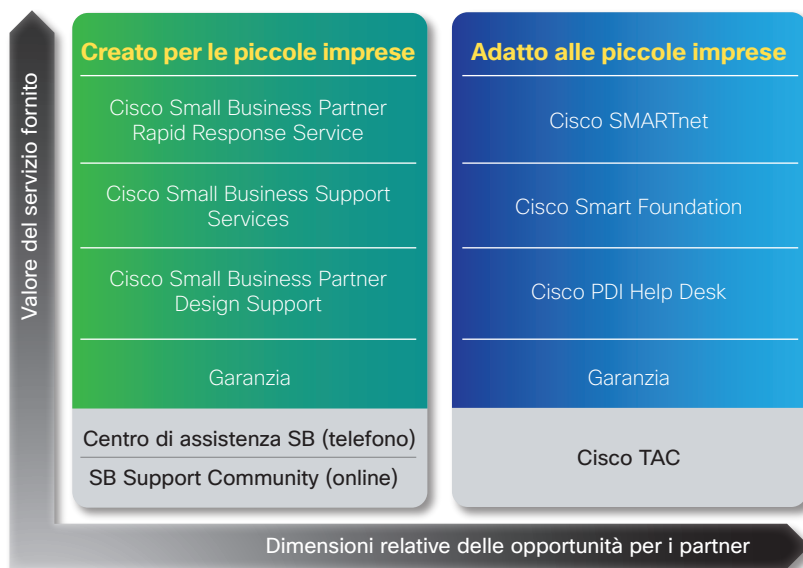 Valore del servizio fornito
Creato per le piccole imprese
Cisco Small Business Partner
Rapid Response Service
Cisco Small Business Support
Services
Cisco Small Business Partner
Design Support
Garanzia
Centro di assistenza SB (telefono)
SB Support Community (online)
Adatto alle piccole imprese
Cisco SMARTnet
Cisco Smart Foundation
Cisco PDI Help Desk
Garanzia
Cisco TAC
Dimensioni relative delle opportunità per i partner